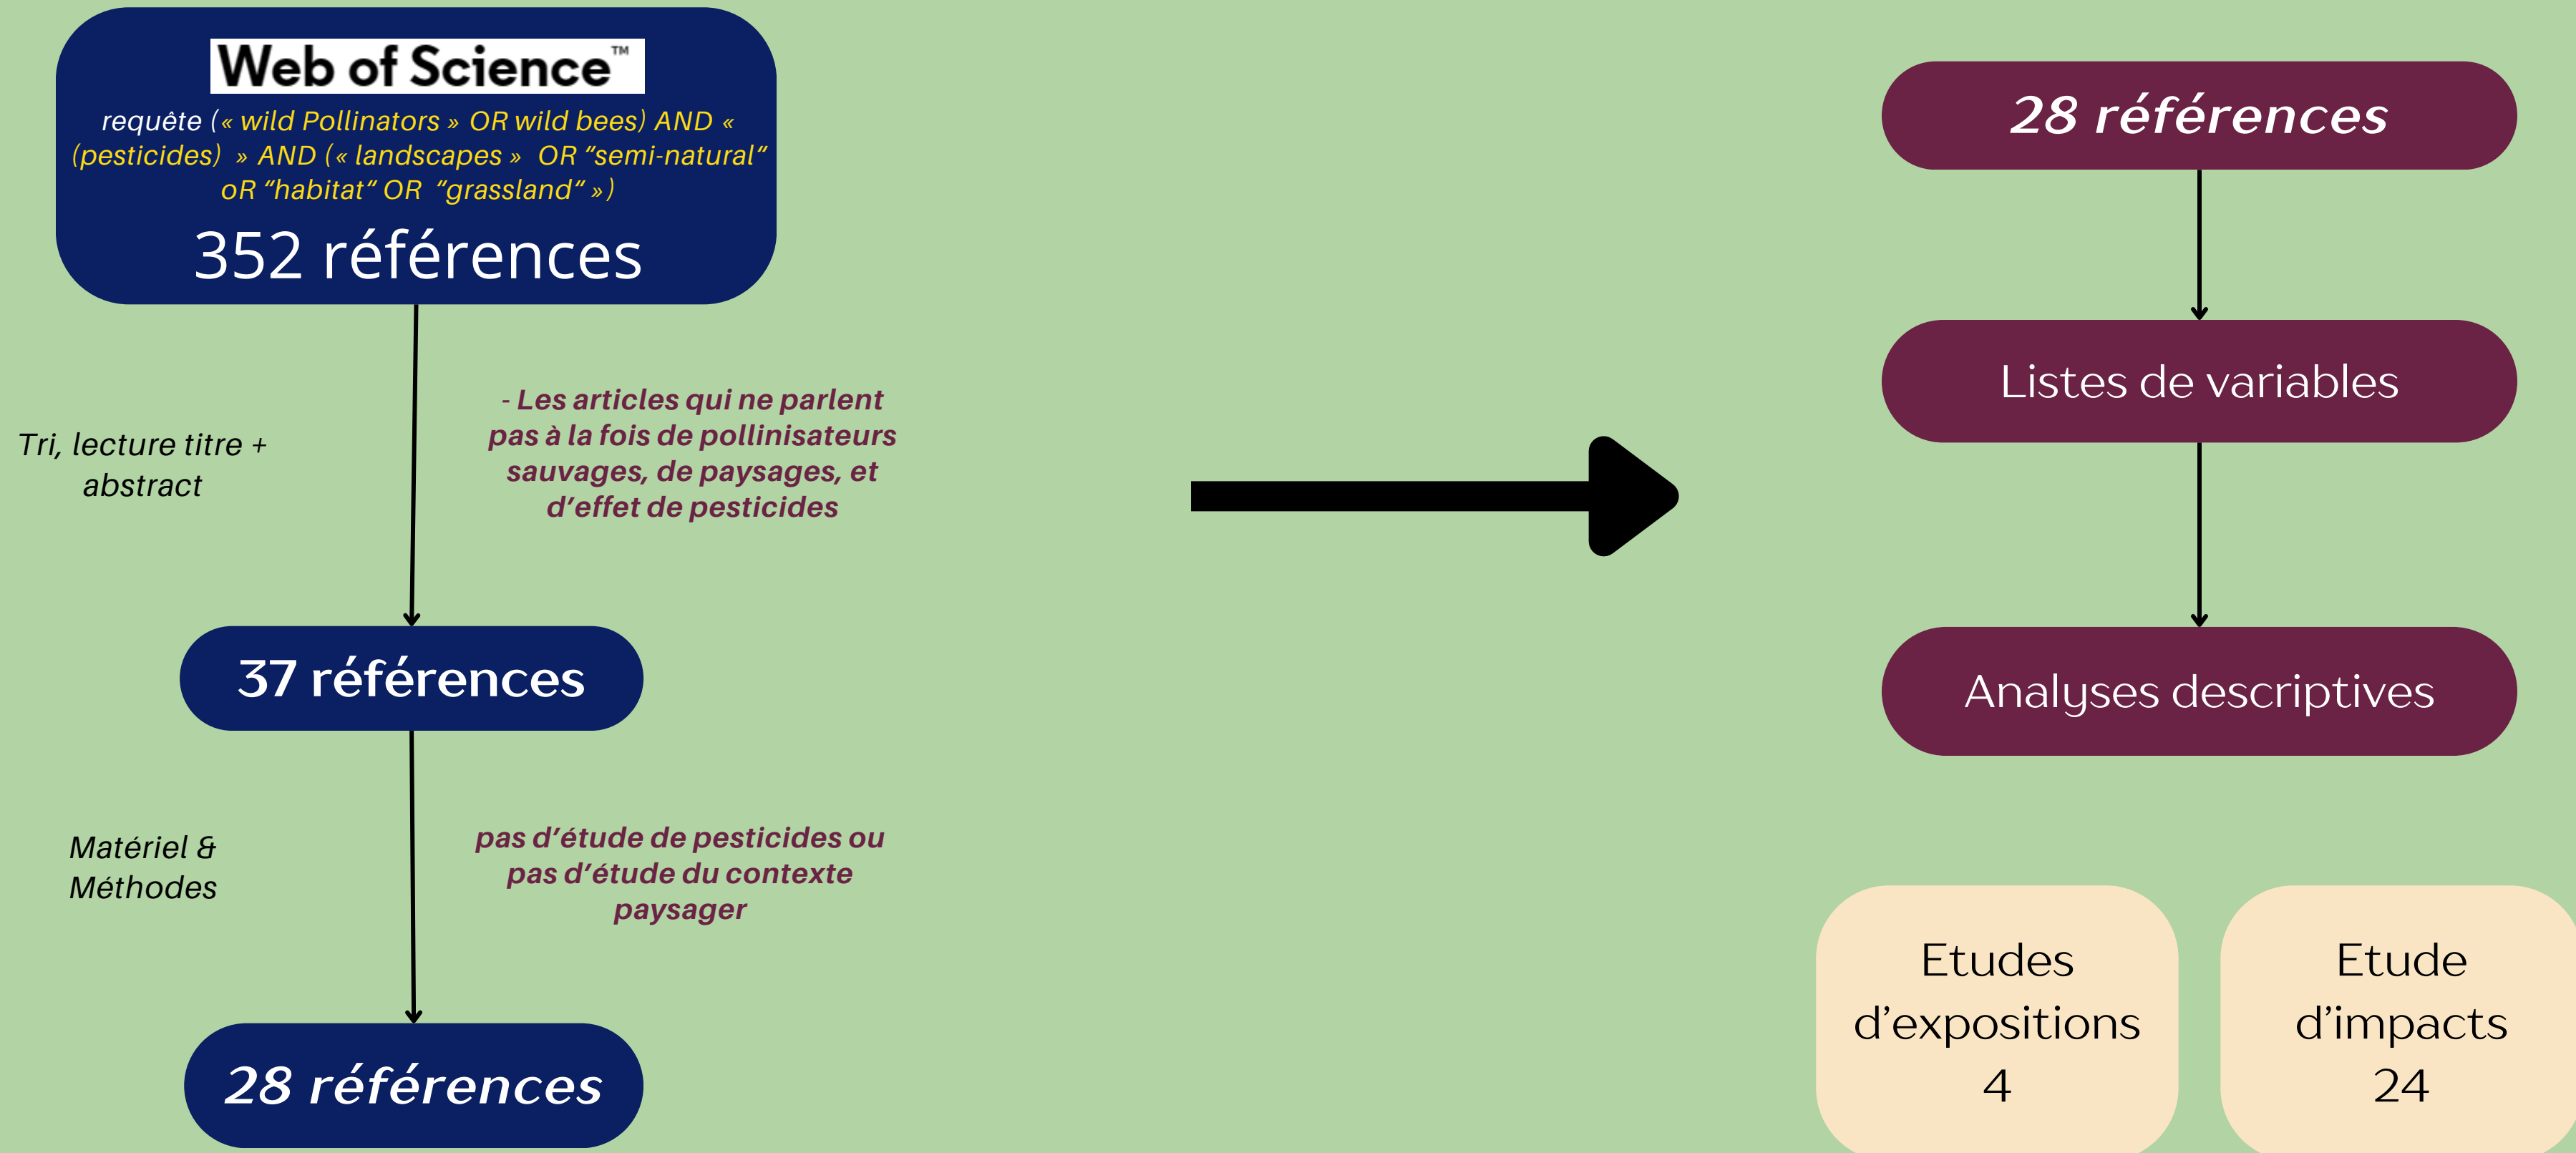 Web of Science™
requête (« wild Pollinators » OR wild bees) AND «
(pesticides) » AND (« landscapes » OR “semi-natural“
oR “habitat“ OR “grassland“ »)
352 références
Tri, lecture titre +
abstract
- Les articles qui ne parlent
pas à la fois de pollinisateurs
sauvages, de paysages, et
d’effet de pesticides
37 références
Matériel &
Méthodes
pas d’étude de pesticides ou
pas d’étude du contexte
paysager
28 références
28 références
Listes de variables
Analyses descriptives
Etudes
d’expositions
4
Etude
d’impacts
24